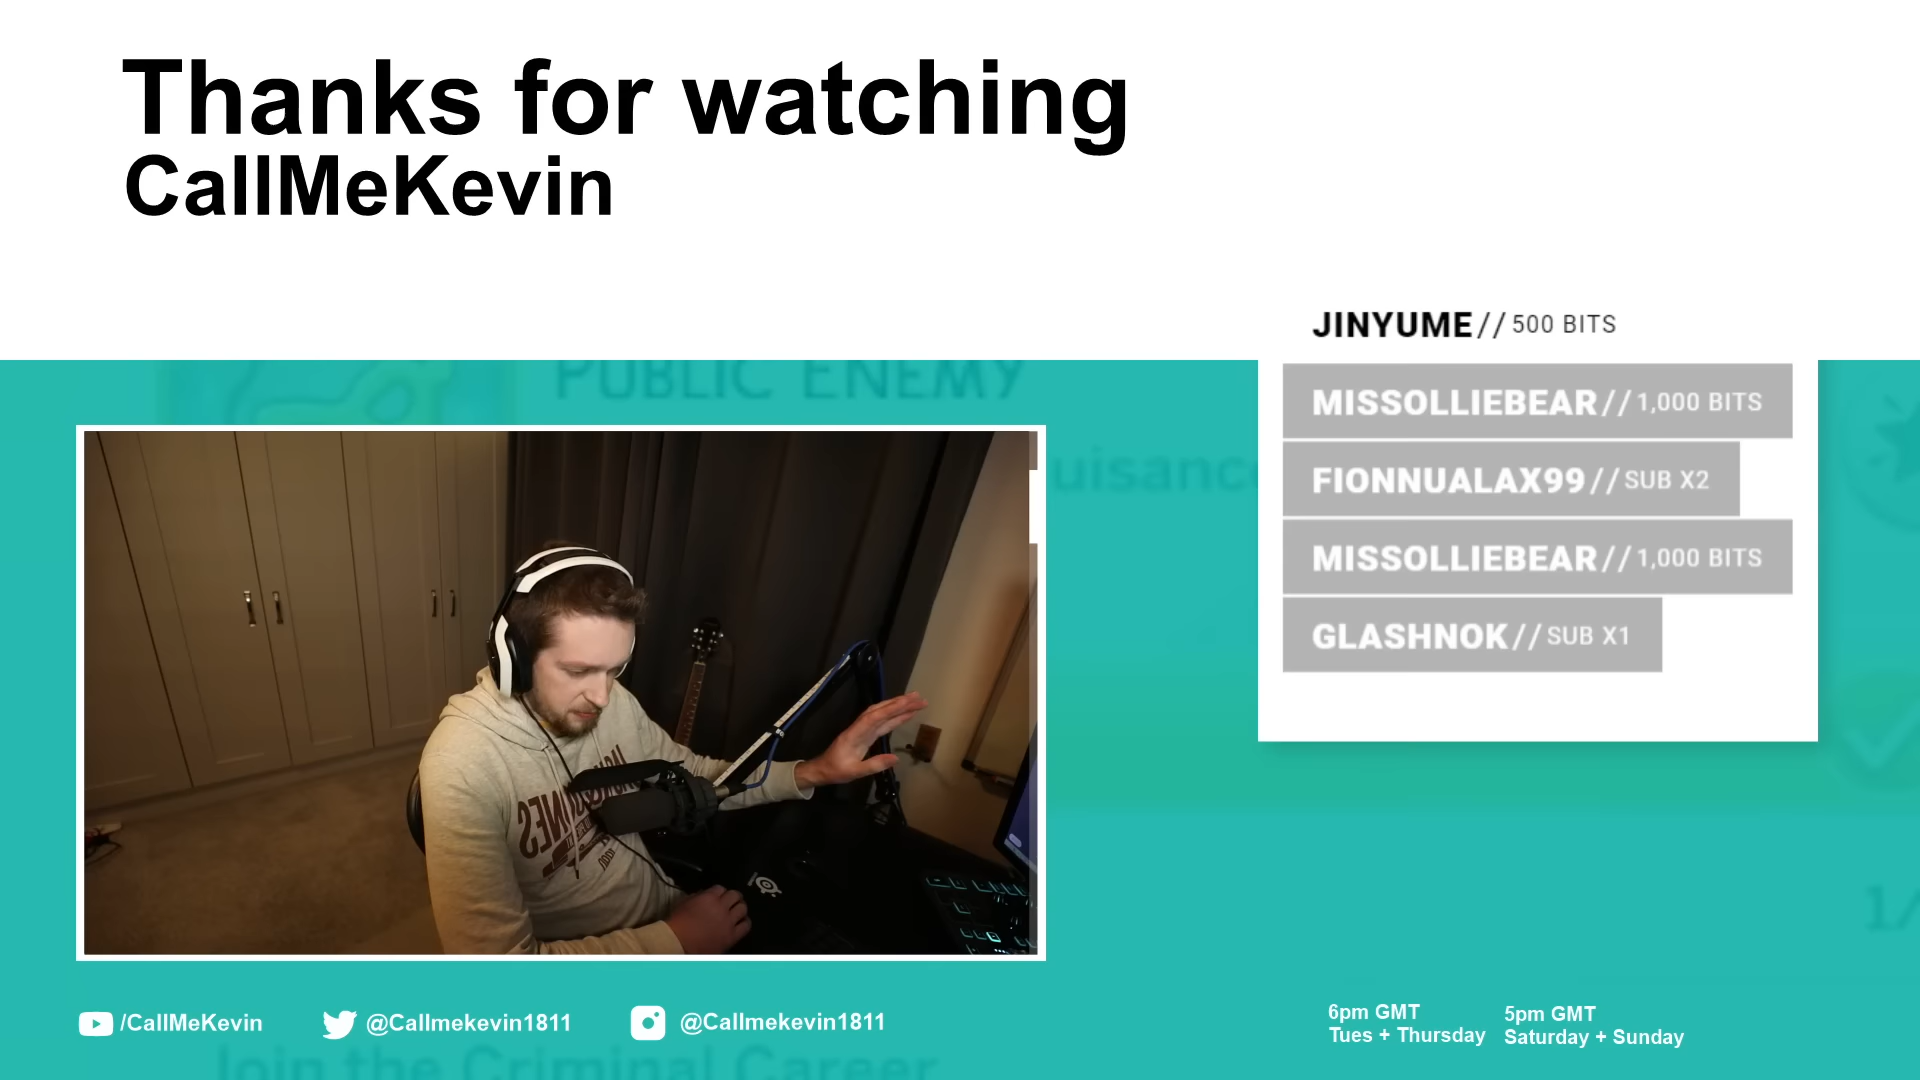 Thanks for watching
CallMeKevin
JINYUME // 500 BITS
PUBLIC ENEMY
MISSOLLIEBEAR // 1,000 BITS
uisance
FIONNUALAX99 // SUB X2
MISSOLLIEBEAR // 1,000 BITS
GLASHNOK // SUB X1
1/
/CallMeKevin
@Callmekevin1811
@Callmekevin1811
6pm GMT
Tues + Thursday
5pm GMT
Saturday + Sunday
Join the Criminal Career